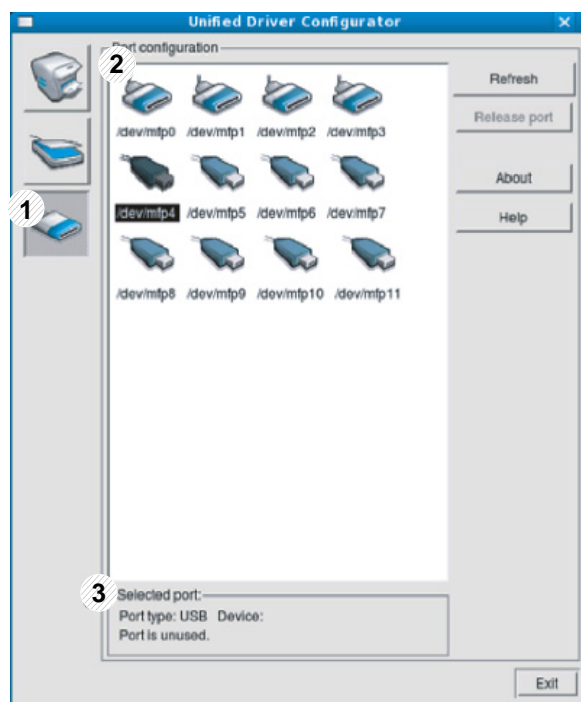 Unified Driver Configurator
Port configuration
2
/dev/mfp0 /dev/mfp1 /dev/mfp2 /dev/mfp3
/dev/mfp4 /dev/mfp5 /dev/mfp6 /dev/mfp7
/dev/mfp8 /dev/mfp9 /dev/mfp10 /dev/mfp11
Refresh
Release port
About
Help
1
3
Selected port:
Port type: USB Device:
Port is unused.
Exit